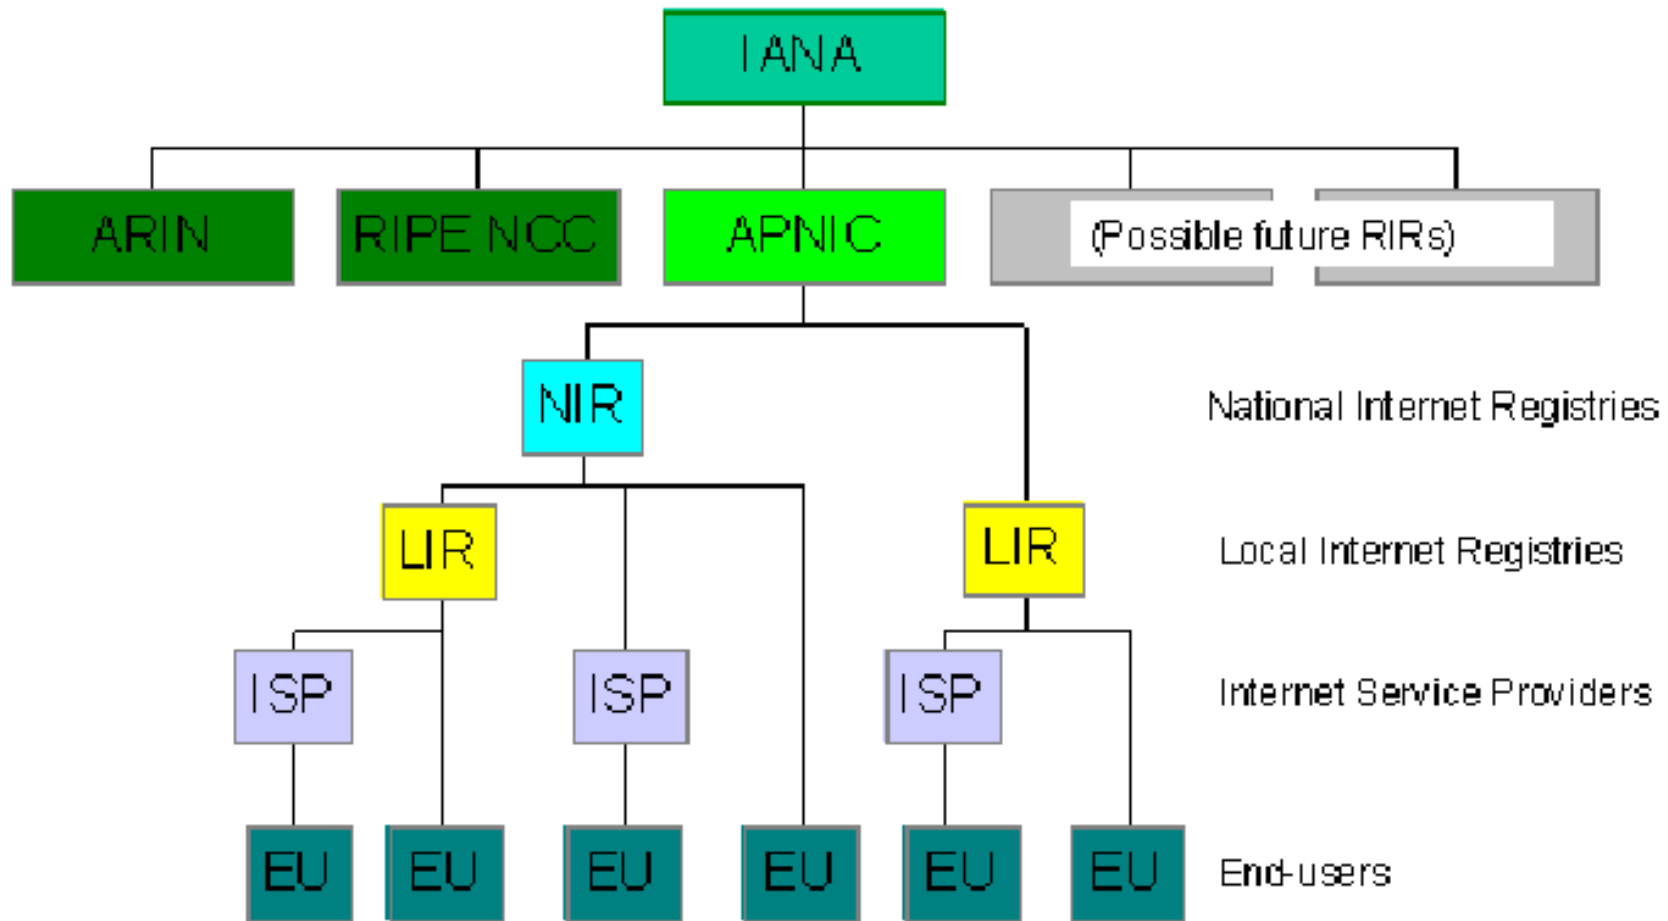 IANA
ARIN
RIPE NCC
APNIC
(Possible future RIRs)
NIR
National Internet Registries
LIR
LIR
Local Internet Registries
ISP
ISP
ISP
Internet Service Providers
EU
EU
EU
EU
EU
EU
End-users